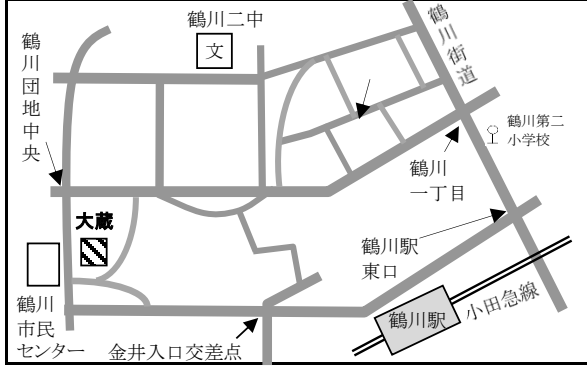 鶴川二中
文
鶴川街道
鶴川団地中央
鶴川第二
小学校
鶴川
一丁目
大蔵
鶴川駅
東口
鶴川
市民
センター
金井入口交差点
鶴川駅
小田急線